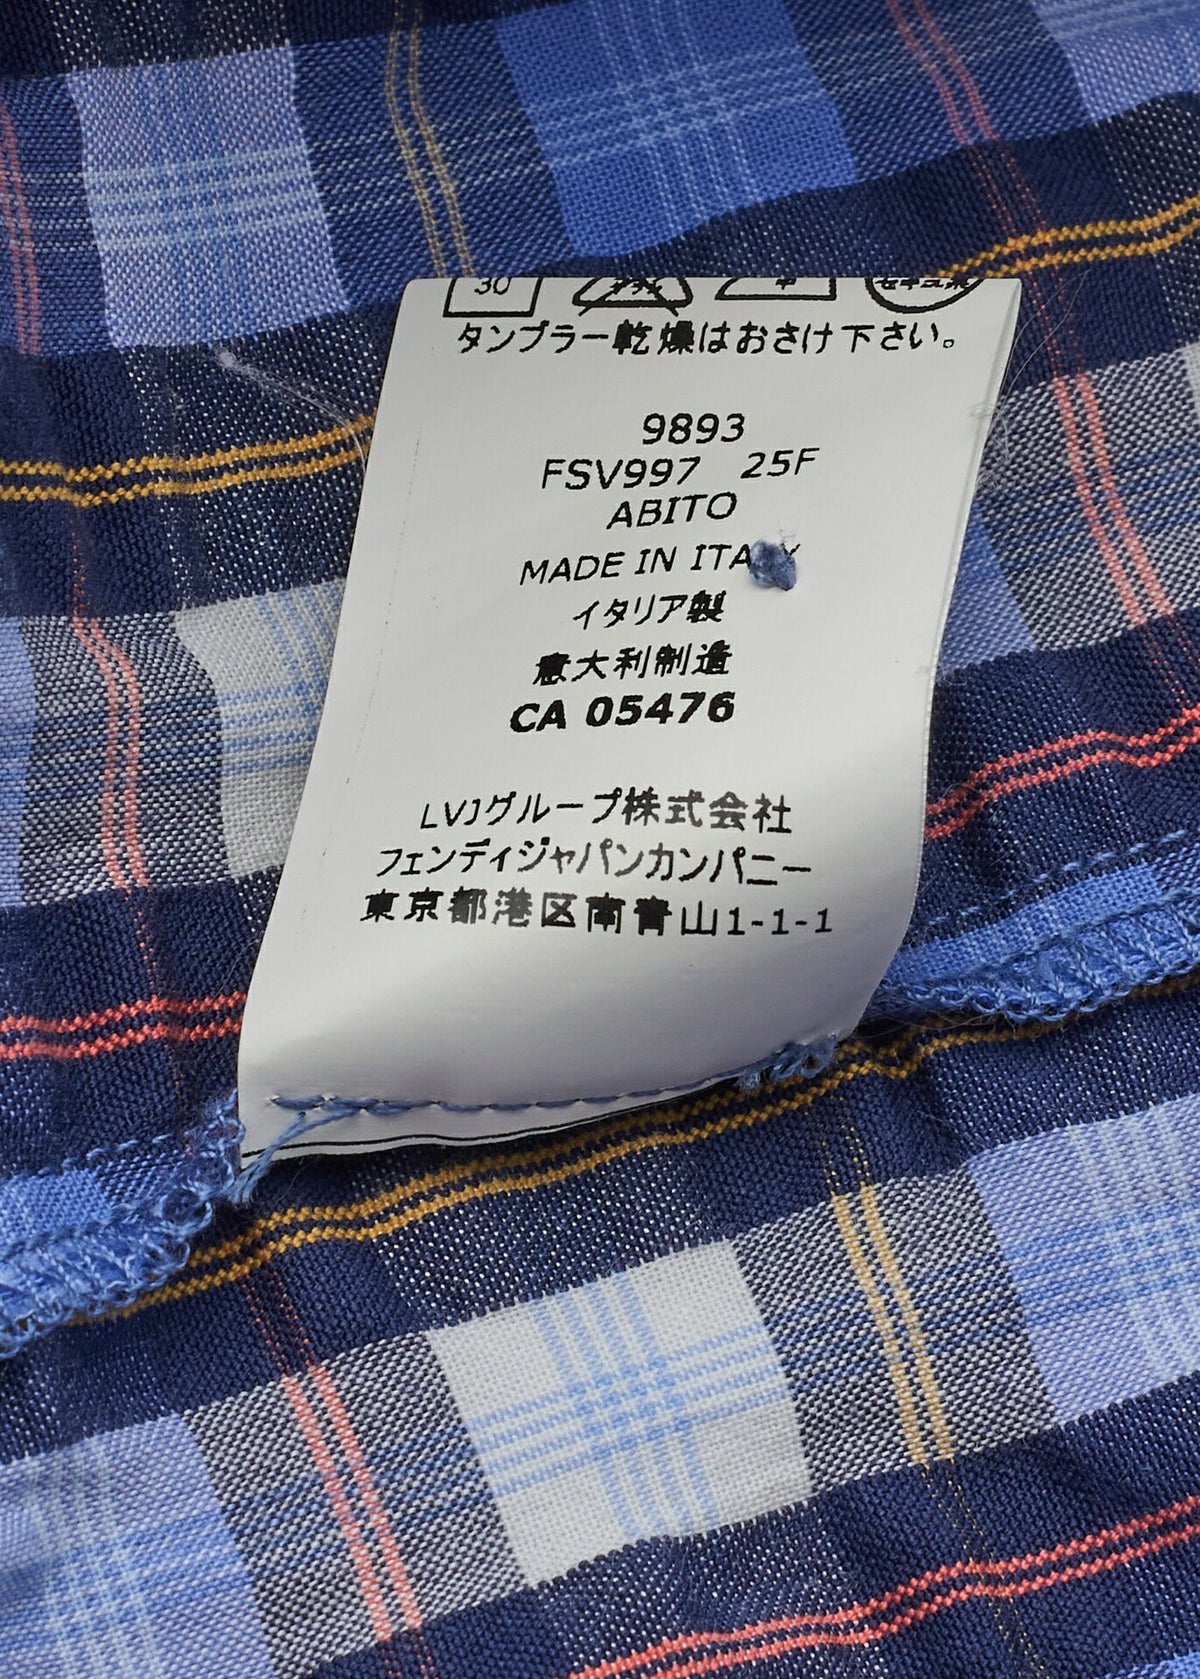 30
タンブラー乾燥はおさけ下さい。
9893
FSV997 25F
ABITO
MADE IN ITALY
イタリア製
意大利制造
CA 05476
LVJグループ株式会社
フェンディジャパンカンパニー
東京都港区南青山1-1-1